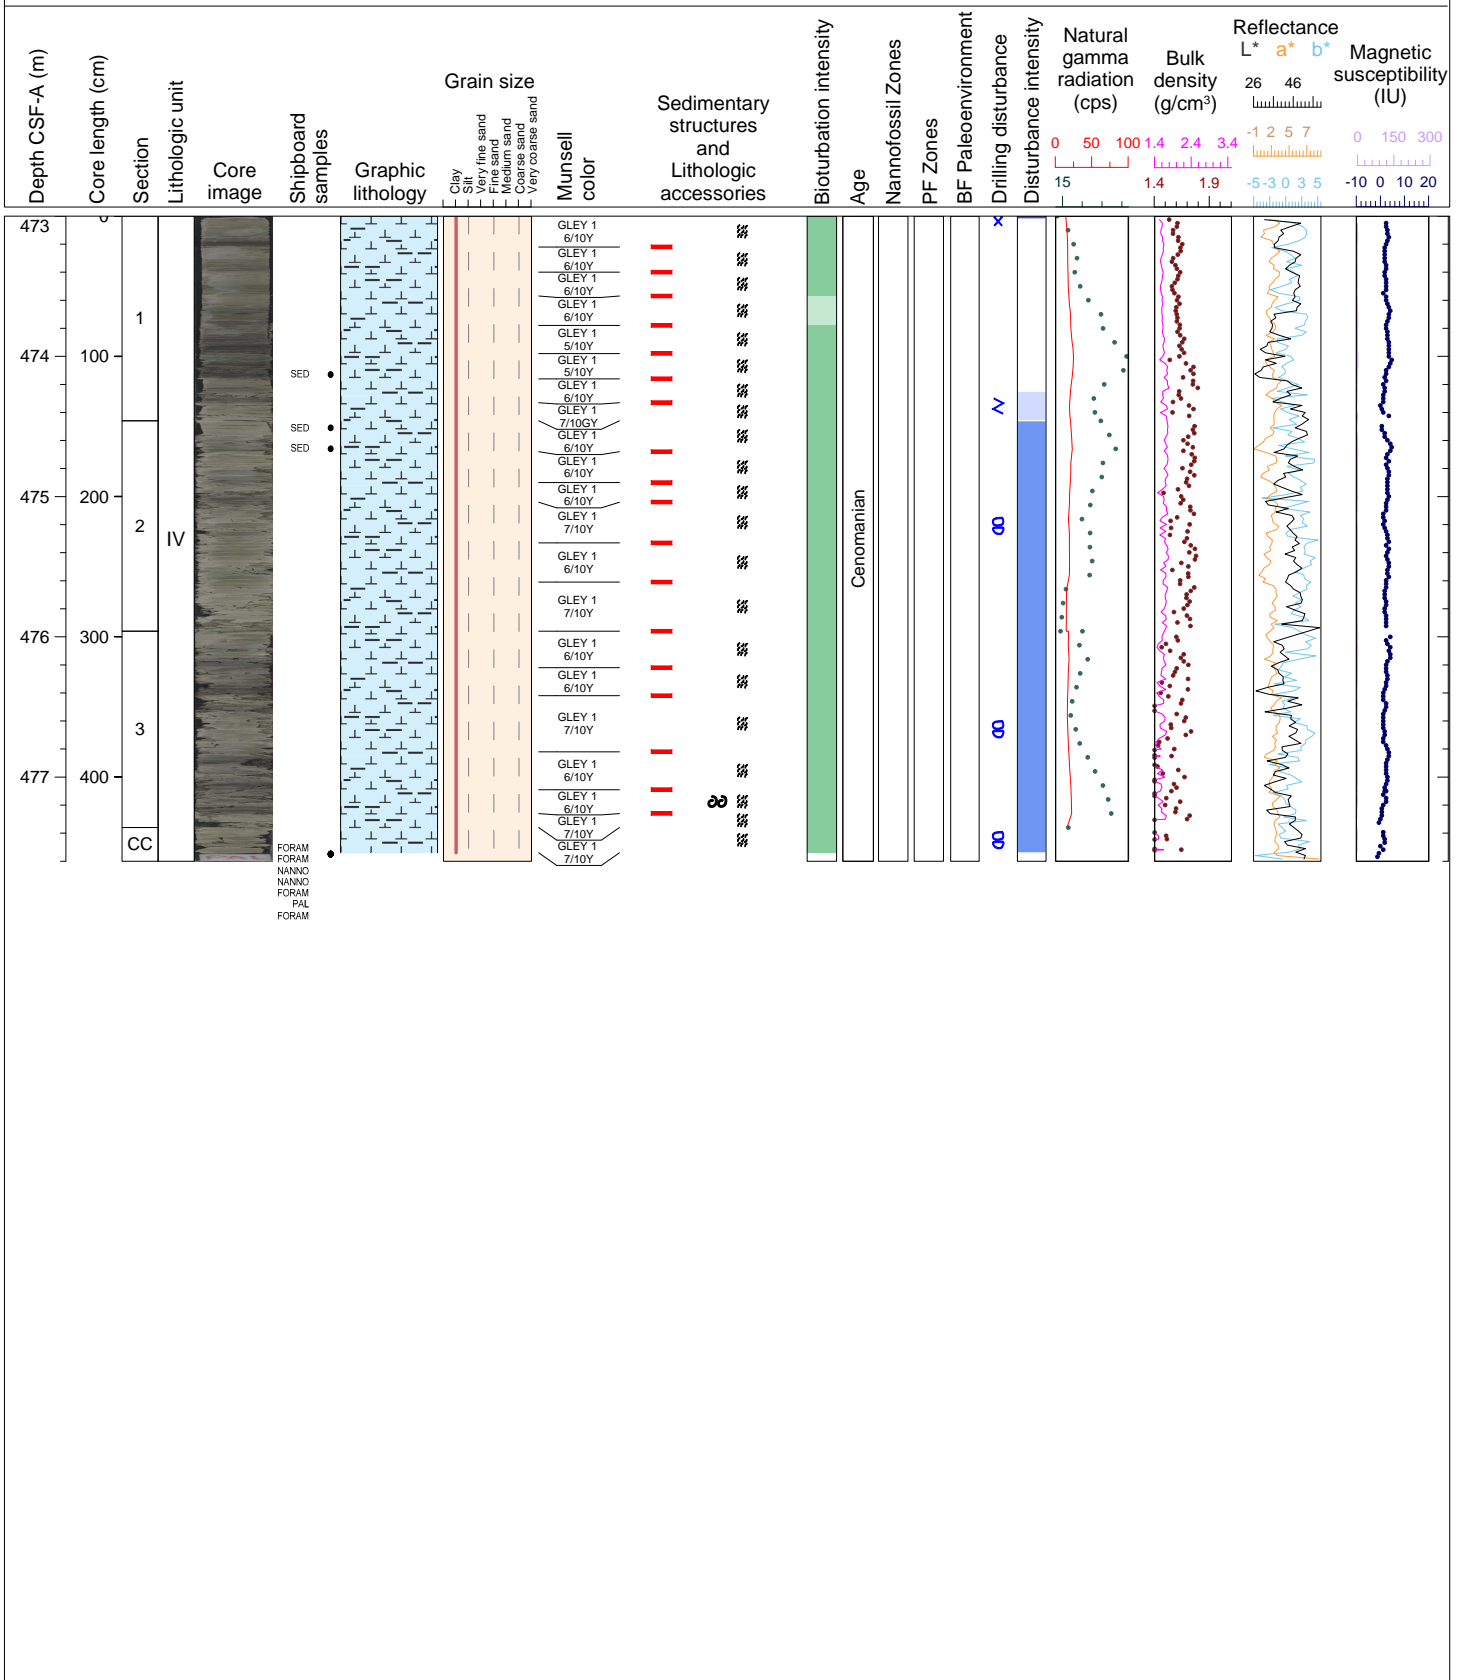 Depth CSF-A (m)
Core length (cm)
Section
Lithologic unit
Core
image
Shipboard
samples
Graphic
lithology
Grain size
Clay
Silt
Very fine sand
Fine sand
Medium sand
Coarse sand
Very coarse sand
Munsell
color
Sedimentary
structures
and
Lithologic
accessories
Bioturbation intensity
Age
Nannofossil Zones
PF Zones
BF Paleoenvironment
Drilling disturbance
Disturbance intensity
Natural
gamma
radiation
(cps)
0 50 100
15
Bulk
density
(g/cm³)
1.4 2.4 3.4
1.4 1.9
Reflectance
L* a* b*
26 46
-1 2 5 7
-5 -3 0 3 5
Magnetic
susceptibility
(IU)
0 150 300
-10 0 10 20
473
474
475
476
477
0
100
200
300
400
1
2
3
CC
IV
SED
SED
SED
FORAM
FORAM
NANNO
NANNO
FORAM
PAL
FORAM
GLEY 1
6/10Y
GLEY 1
6/10Y
GLEY 1
6/10Y
GLEY 1
6/10Y
GLEY 1
5/10Y
GLEY 1
5/10Y
GLEY 1
6/10Y
GLEY 1
7/10GY
GLEY 1
6/10Y
GLEY 1
6/10Y
GLEY 1
6/10Y
GLEY 1
7/10Y
GLEY 1
6/10Y
GLEY 1
7/10Y
GLEY 1
6/10Y
GLEY 1
6/10Y
GLEY 1
7/10Y
GLEY 1
6/10Y
GLEY 1
6/10Y
GLEY 1
7/10Y
GLEY 1
7/10Y
Cenomanian